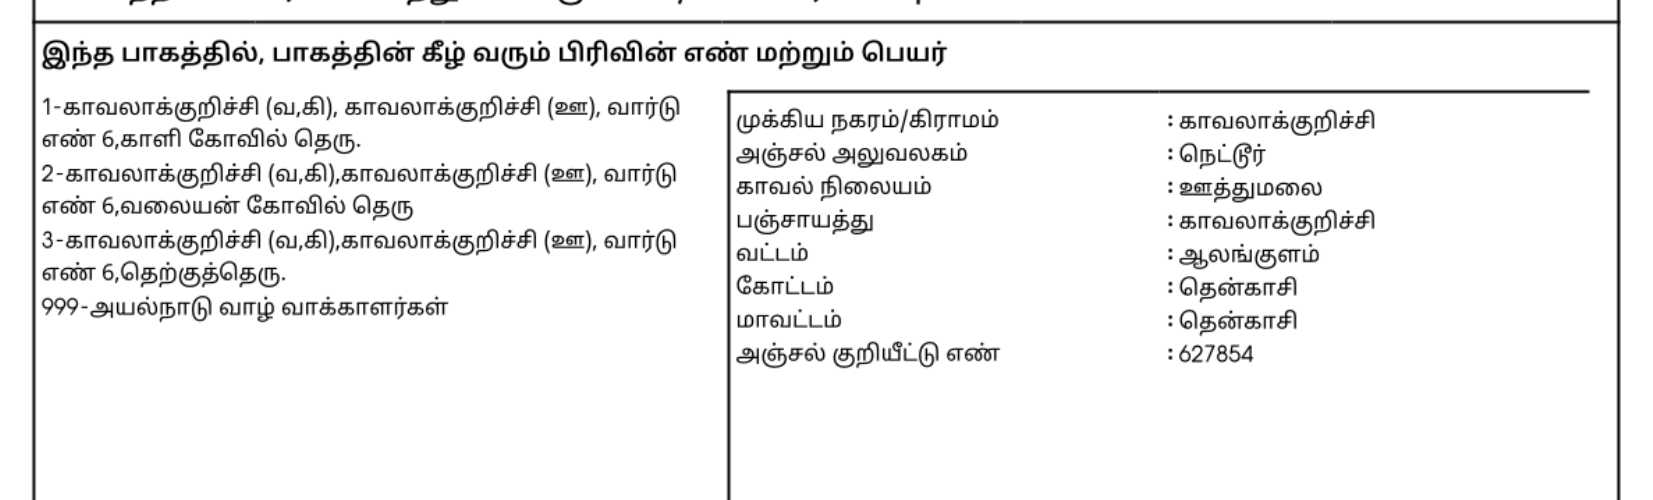 இந்த பாகத்தில், பாகத்தின் கீழ் வரும் பிரிவின் எண் மற்றும் பெயர்
1-காவலாக்குறிச்சி (வ,கி), காவலாக்குறிச்சி (ஊ), வார்டு
எண் 6,காளி கோவில் தெரு.
2-காவலாக்குறிச்சி (வ,கி),காவலாக்குறிச்சி (ஊ), வார்டு
எண் 6,வலையன் கோவில் தெரு
3-காவலாக்குறிச்சி (வ,கி),காவலாக்குறிச்சி (ஊ), வார்டு
எண் 6,தெற்குத்தெரு.
999-அயல்நாடு வாழ் வாக்காளர்கள்
முக்கிய நகரம்/கிராமம் : காவலாக்குறிச்சி
அஞ்சல் அலுவலகம் : நெட்டூர்
காவல் நிலையம் : ஊத்துமலை
பஞ்சாயத்து : காவலாக்குறிச்சி
வட்டம் : ஆலங்குளம்
கோட்டம் : தென்காசி
மாவட்டம் : தென்காசி
அஞ்சல் குறியீட்டு எண் : 627854